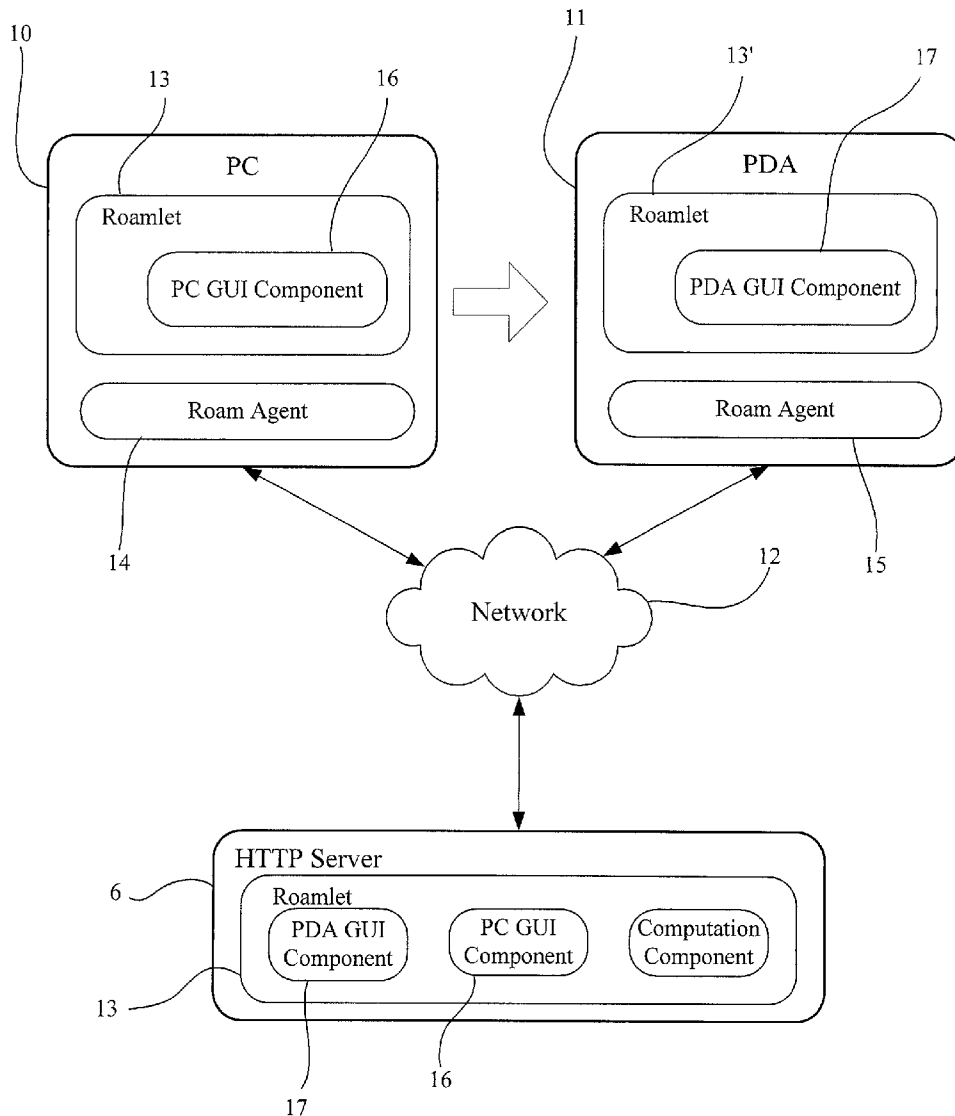 10
13
16
11
13'
17
PC
PDA
Roamlet
Roamlet
PC GUI Component
PDA GUI Component
Roam Agent
Roam Agent
14
12
15
Network
HTTP Server
6
Roamlet
PDA GUI
Component
PC GUI
Component
Computation
Component
13
17
16